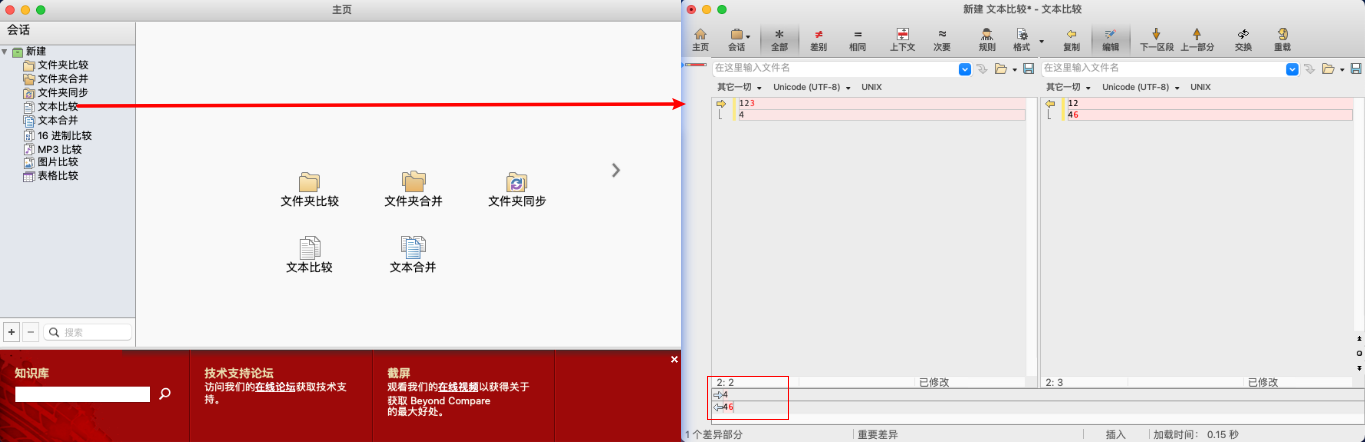 主页
会话
新建
文件夹比较
文件夹合并
文件夹同步
文本比较
文本合并
16 进制比较
MP3 比较
图片比较
表格比较
文件夹比较
文件夹合并
文件夹同步
文本比较
文本合并
+ − 搜索
知识库
技术支持论坛
访问我们的在线论坛获取技术支
持。
截屏
观看我们的在线视频以获得关于
获取 Beyond Compare
的最大好处。
新建 文本比较* - 文本比较
主页 会话 全部 差别 相同 上下文 次要 规则 格式 复制 编辑 下一区段 上一部分 交换 重载
在这里输入文件名
其它一切 Unicode (UTF-8) UNIX
123
4
2: 2 已修改
在这里输入文件名
其它一切 Unicode (UTF-8) UNIX
12
46
2: 3 已修改
4
46
1 个差异部分 重要差异 插入 加载时间： 0.15 秒